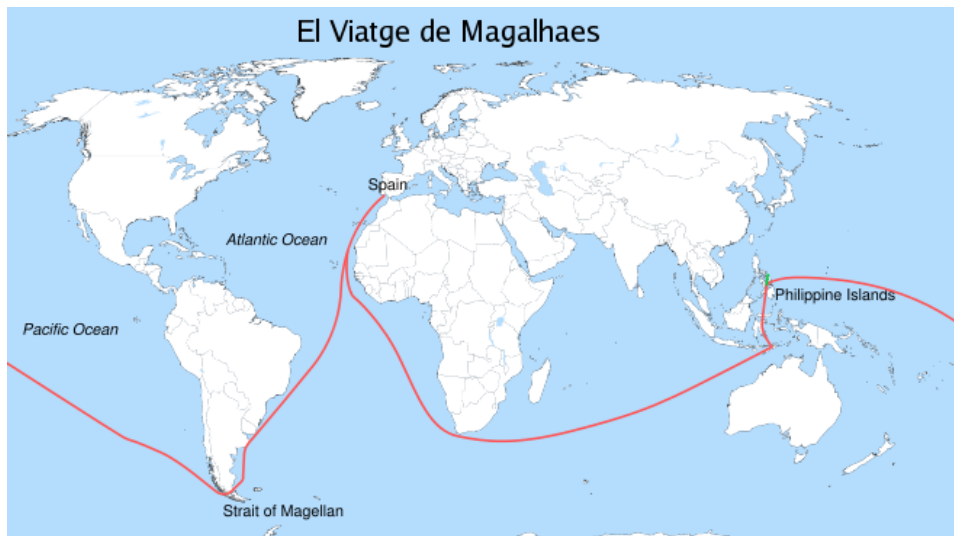 El Viatge de Magalhaes
Spain
Atlantic Ocean
Philippine Islands
Pacific Ocean
Strait of Magellan